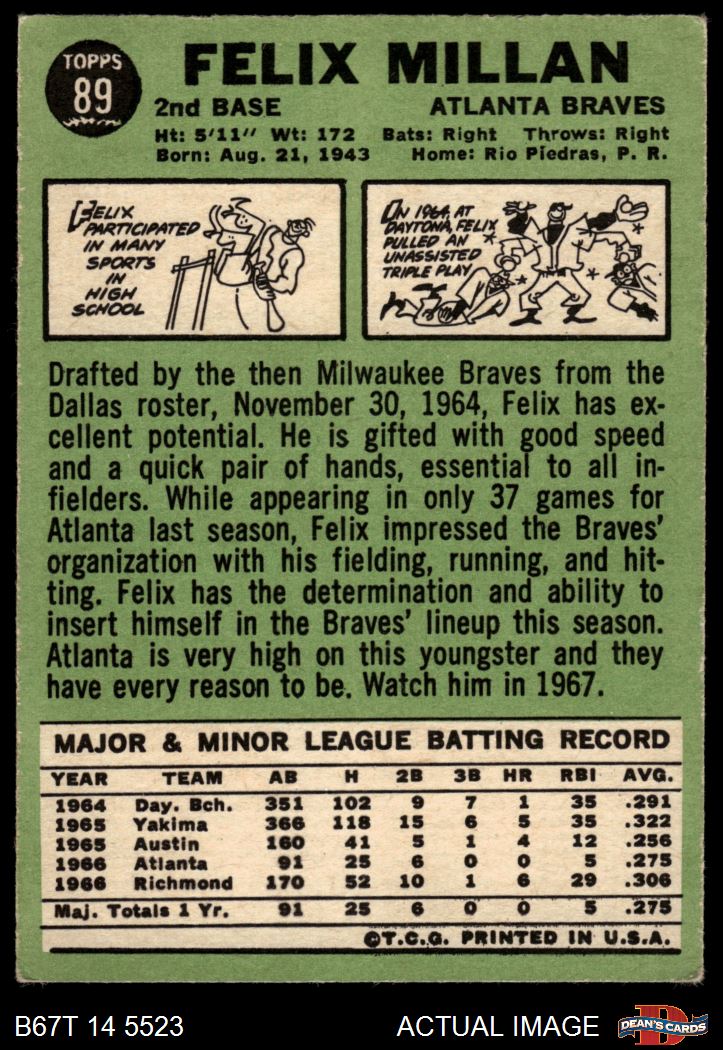 TOPPS
89
FELIX MILLAN
2nd BASE ATLANTA BRAVES
Ht: 5'11" Wt: 172 Bats: Right Throws: Right
Born: Aug. 21, 1943 Home: Rio Piedras, P. R.
FELIX
PARTICIPATED
IN MANY
SPORTS
IN
HIGH
SCHOOL
IN 1964, AT
DAYTONA, FELIX
PULLED AN
UNASSISTED
TRIPLE PLAY
Drafted by the then Milwaukee Braves from the
Dallas roster, November 30, 1964, Felix has ex-
cellent potential. He is gifted with good speed
and a quick pair of hands, essential to all in-
fielders. While appearing in only 37 games for
Atlanta last season, Felix impressed the Braves'
organization with his fielding, running, and hit-
ting. Felix has the determination and ability to
insert himself in the Braves' lineup this season.
Atlanta is very high on this youngster and they
have every reason to be. Watch him in 1967.
MAJOR & MINOR LEAGUE BATTING RECORD
YEAR TEAM AB H 2B 3B HR RBI AVG.
1964 Day. Bch. 351 102 9 7 1 35 .291
1965 Yakima 366 118 15 6 5 35 .322
1965 Austin 160 41 5 1 4 12 .256
1966 Atlanta 91 25 6 0 0 5 .275
1966 Richmond 170 52 10 1 6 29 .306
Maj. Totals 1 Yr. 91 25 6 0 0 5 .275
©T.C.G. PRINTED IN U.S.A.
B67T 14 5523 ACTUAL IMAGE
D
DEAN'S CARDS